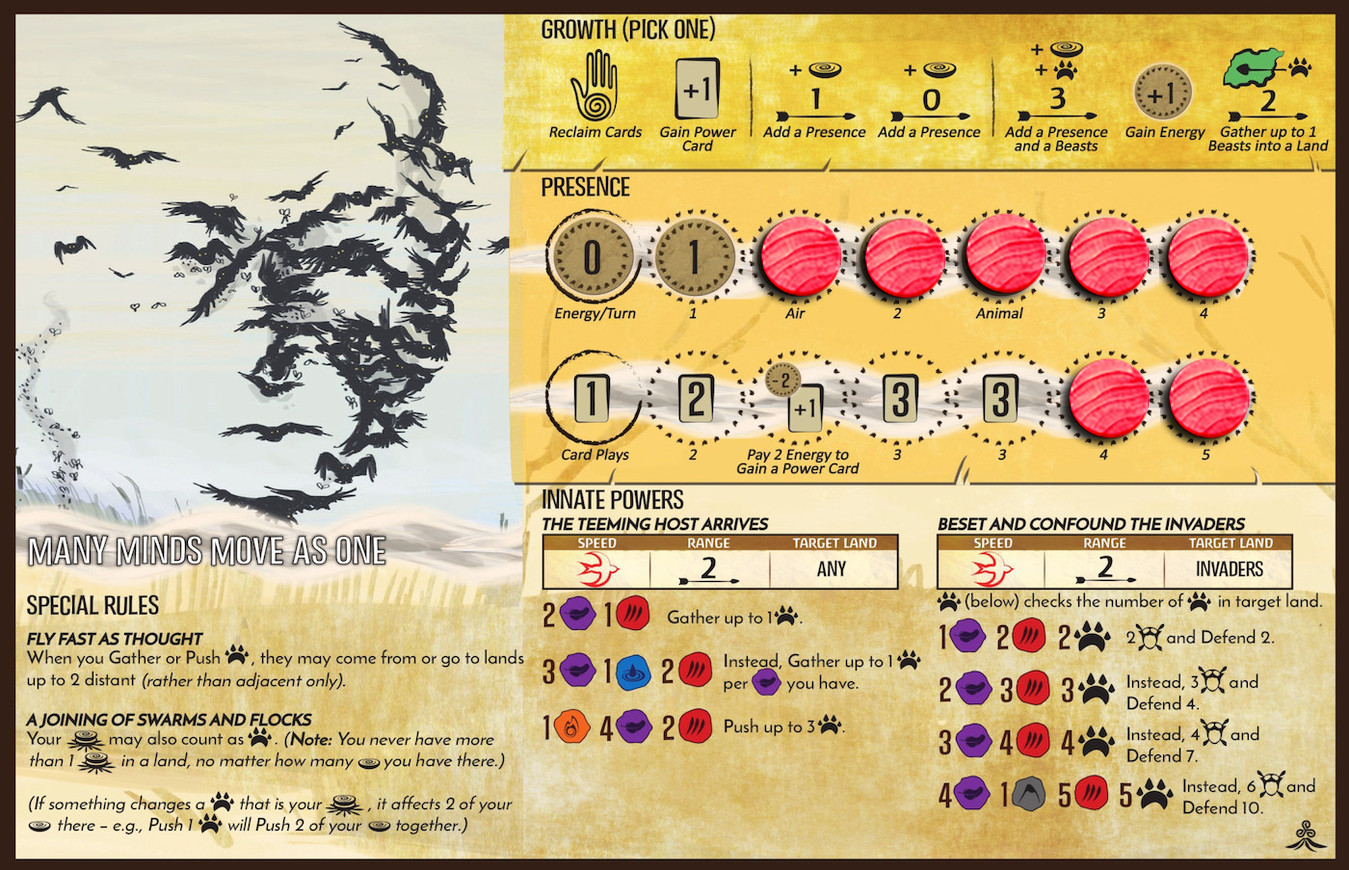 GROWTH (PICK ONE)
+1
+
1
+
0
+
+
3
+1
2
Reclaim Cards
Gain Power
Card
Add a Presence
Add a Presence
Add a Presence
and a Beasts
Gain Energy
Gather up to 1
Beasts into a Land
PRESENCE
0
1
Energy/Turn
1
Air
2
Animal
3
4
1
2
-2
+1
3
3
Card Plays
2
Pay 2 Energy to
Gain a Power Card
3
3
4
5
MANY MINDS MOVE AS ONE
SPECIAL RULES
FLY FAST AS THOUGHT
When you Gather or Push , they may come from or go to lands
up to 2 distant (rather than adjacent only).
A JOINING OF SWARMS AND FLOCKS
Your may also count as . (Note: You never have more
than 1 in a land, no matter how many you have there.)
(If something changes a that is your , it affects 2 of your
there – e.g., Push 1 will Push 2 of your together.)
INNATE POWERS
THE TEEMING HOST ARRIVES
SPEED RANGE TARGET LAND
2 ANY
2 1 Gather up to 1 .
3 1 2 Instead, Gather up to 1
per you have.
1 4 2 Push up to 3 .
BESET AND CONFOUND THE INVADERS
SPEED RANGE TARGET LAND
2 INVADERS
(below) checks the number of in target land.
1 2 2 2 and Defend 2.
2 3 3 Instead, 3 and
Defend 4.
3 4 4 Instead, 4 and
Defend 7.
4 1 5 5 Instead, 6 and
Defend 10.